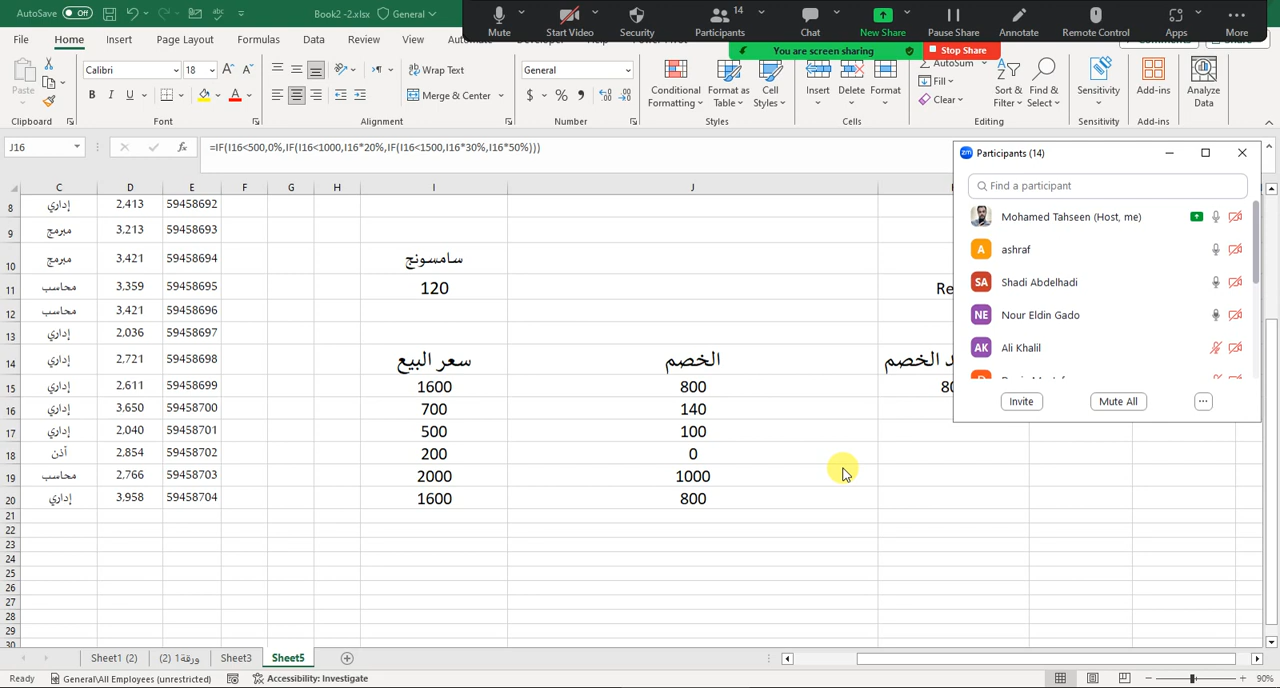 AutoSave Off Book2 -2.xlsx General
Mute Start Video Security Participants 14 Chat New Share Pause Share Annotate Remote Control Apps More
You are screen sharing Stop Share
File Home Insert Page Layout Formulas Data Review View
Calibri 18 Wrap Text General AutoSum
Paste B I U Merge & Center $ % Conditional Formatting Format as Table Cell Styles Insert Delete Format Fill Clear Sort & Filter Find & Select Sensitivity Add-ins Analyze Data
Clipboard Font Alignment Number Styles Cells Editing Sensitivity Add-ins
J16 fx =IF(I16<500,0%,IF(I16<1000,I16*20%,IF(I16<1500,I16*30%,I16*50%)))
C D E F G H I J
8 إداري 2.413 59458692
9 مبرمج 3.213 59458693
10 مبرمج 3.421 59458694 سامسونج
11 محاسب 3.359 59458695 120 Re
12 محاسب 3.421 59458696
13 إداري 2.036 59458697
14 إداري 2.721 59458698 سعر البيع الخصم د الخصم
15 إداري 2.611 59458699 1600 800 80
16 إداري 3.650 59458700 700 140
17 إداري 2.040 59458701 500 100
18 أذن 2.854 59458702 200 0
19 محاسب 2.766 59458703 2000 1000
20 إداري 3.958 59458704 1600 800
21
22
23
24
25
26
27
28
29
30
Participants (14)
Find a participant
Mohamed Tahseen (Host, me)
A ashraf
SA Shadi Abdelhadi
NE Nour Eldin Gado
AK Ali Khalil
Invite Mute All
Sheet1 (2) ورقة1 (2) Sheet3 Sheet5
Ready General\All Employees (unrestricted) Accessibility: Investigate 90%